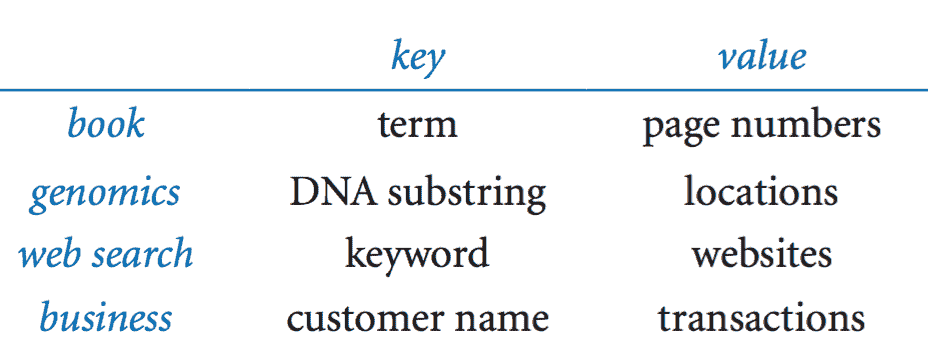 key value
book term page numbers
genomics DNA substring locations
web search keyword websites
business customer name transactions